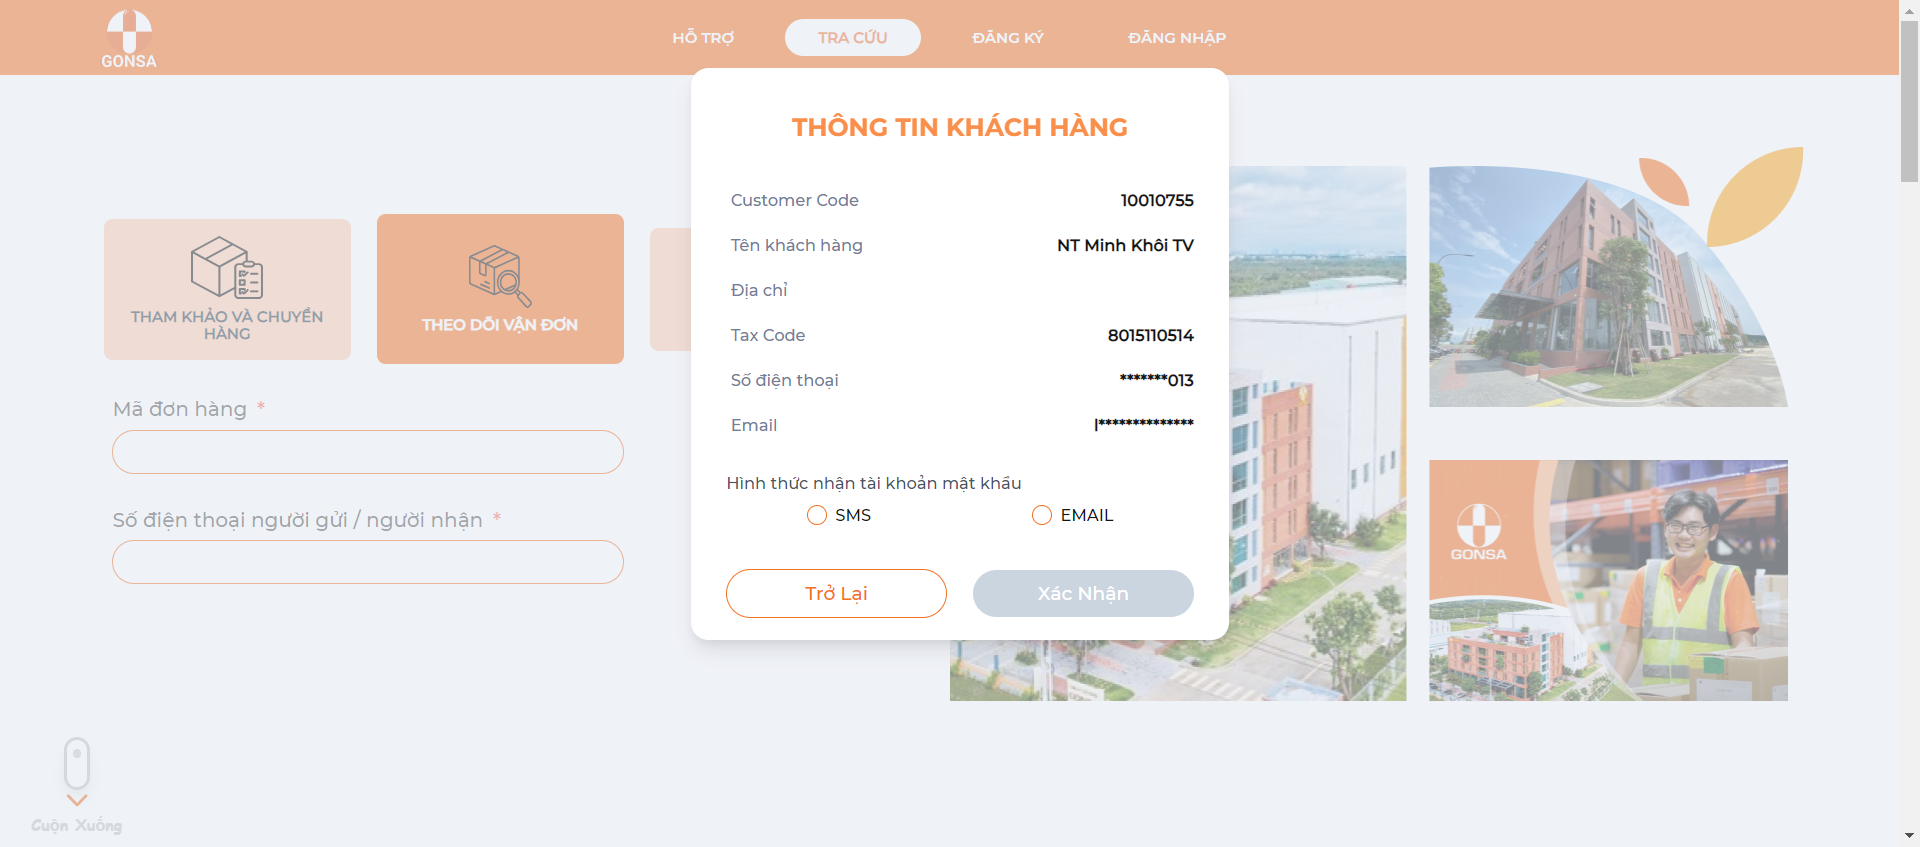 GONSA
HỖ TRỢ
TRA CỨU
ĐĂNG KÝ
ĐĂNG NHẬP
THÔNG TIN KHÁCH HÀNG
Customer Code 10010755
Tên khách hàng NT Minh Khôi TV
Địa chỉ
Tax Code 8015110514
Số điện thoại *******013
Email l**************
Hình thức nhận tài khoản mật khẩu
SMS EMAIL
Trở Lại Xác Nhận
THAM KHẢO VÀ CHUYỂN
HÀNG
THEO DÕI VẬN ĐƠN
Mã đơn hàng *
Số điện thoại người gửi / người nhận *
GONSA
Cuộn Xuống